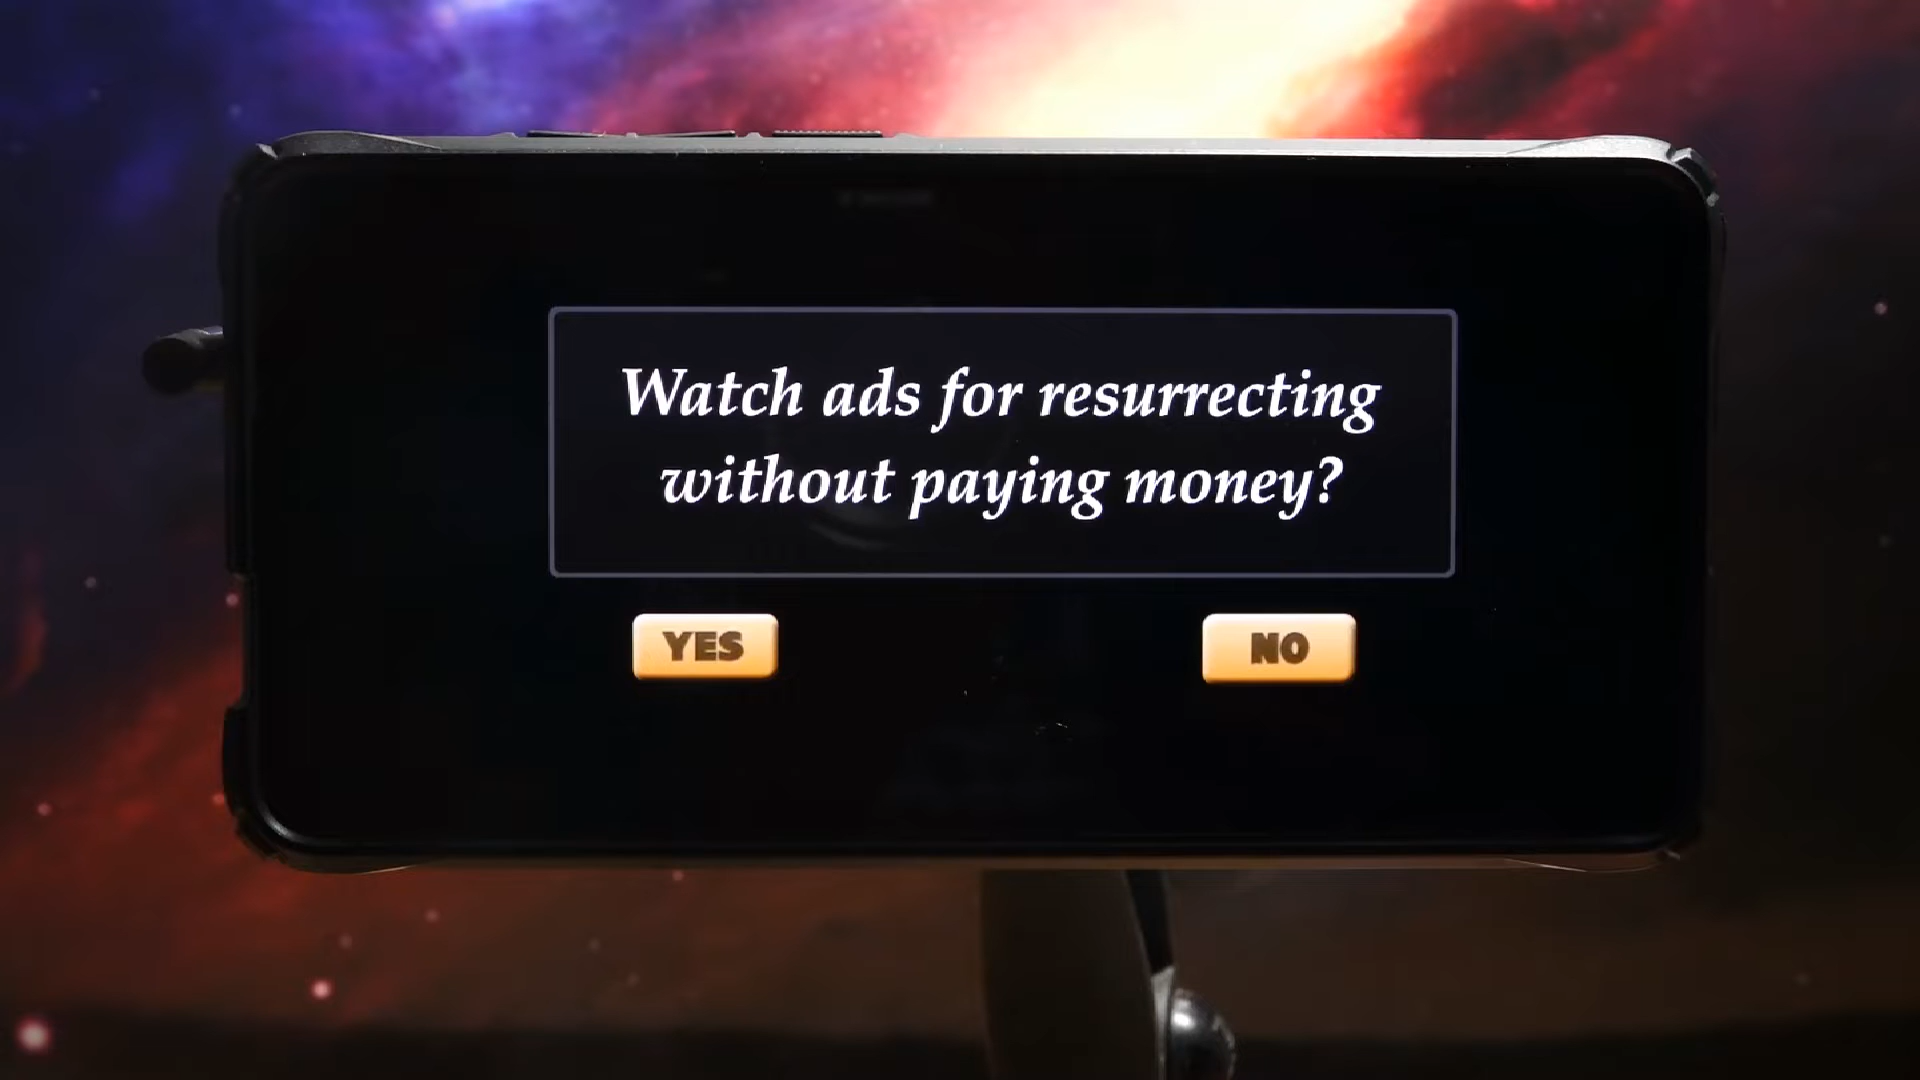 Watch ads for resurrecting
without paying money?
YES
NO